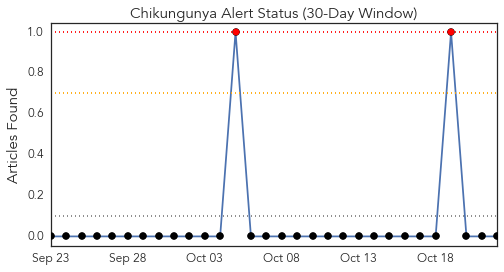 Chikungunya Alert Status (30-Day Window)
Articles Found
1.0
0.8
0.6
0.4
0.2
0.0
Sep 23 Sep 28 Oct 03 Oct 08 Oct 13 Oct 18